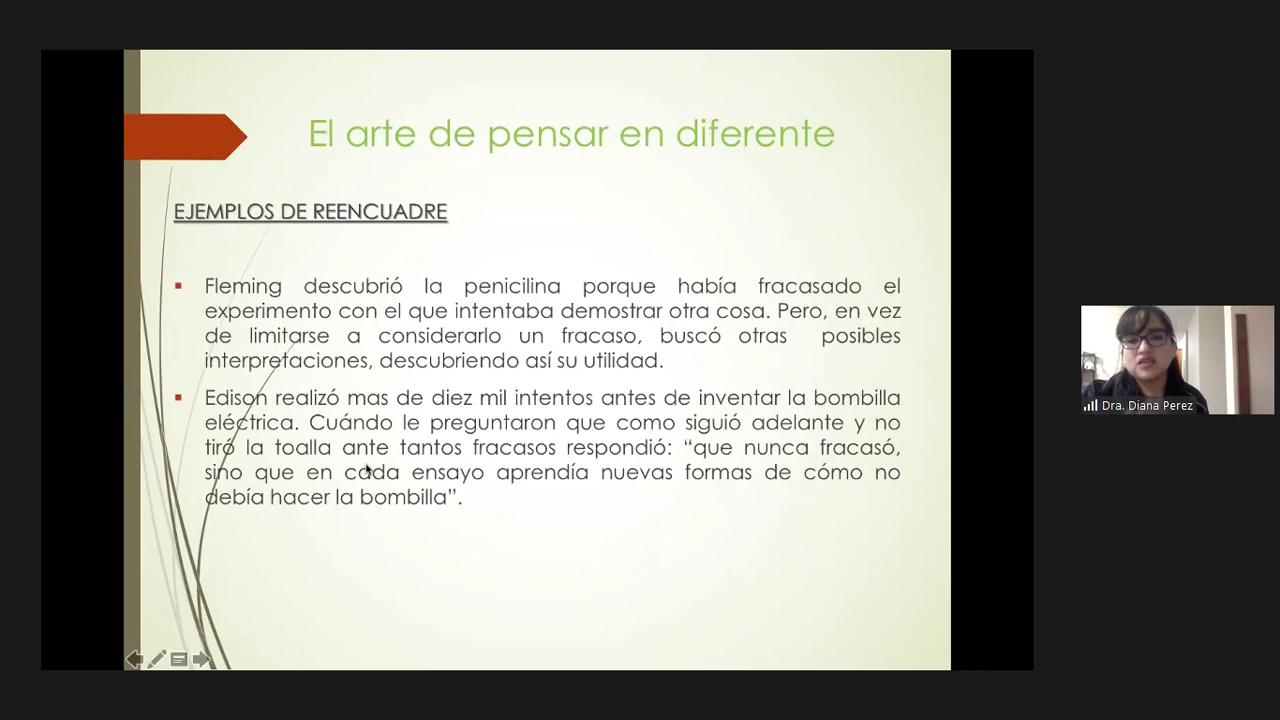 El arte de pensar en diferente
EJEMPLOS DE REENCUADRE
Fleming descubrió la penicilina porque había fracasado el
experimento con el que intentaba demostrar otra cosa. Pero, en vez
de limitarse a considerarlo un fracaso, buscó otras posibles
interpretaciones, descubriendo así su utilidad.
Edison realizó mas de diez mil intentos antes de inventar la bombilla
eléctrica. Cuándo le preguntaron que como siguió adelante y no
tiró la toalla ante tantos fracasos respondió: “que nunca fracasó,
sino que en cada ensayo aprendía nuevas formas de cómo no
debía hacer la bombilla”.
Dra. Diana Perez